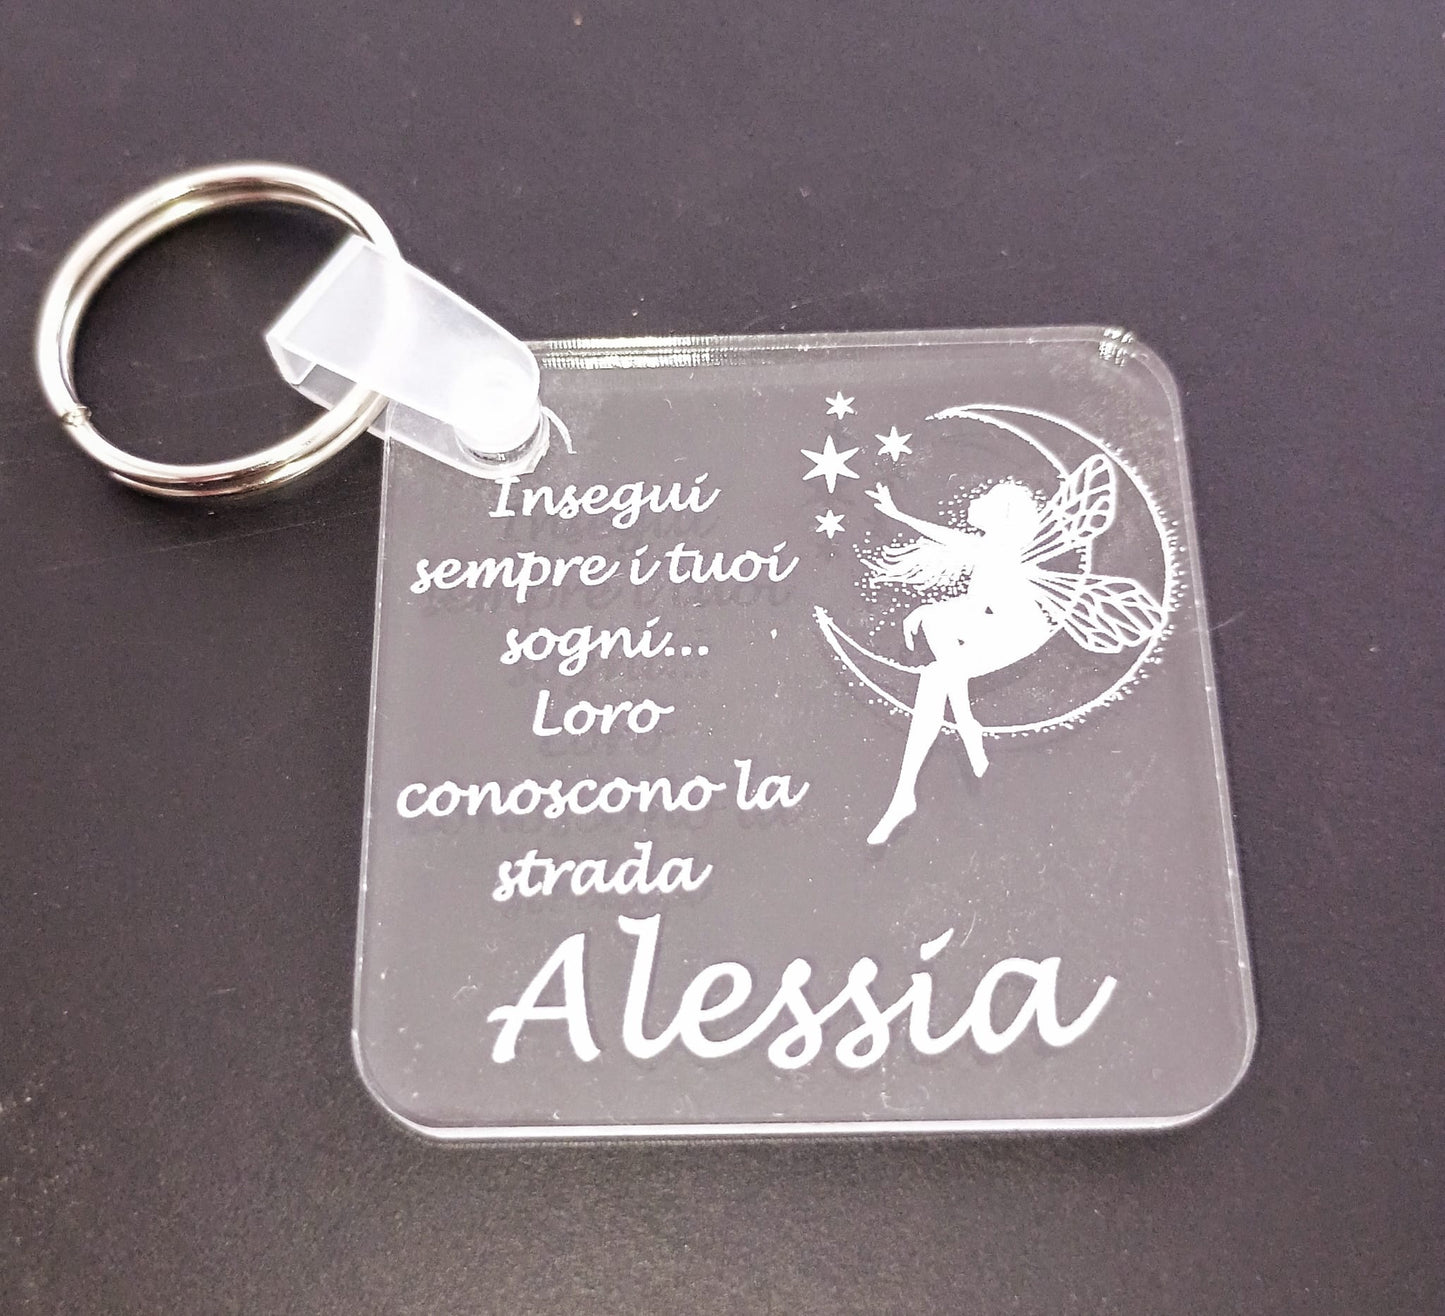 Insegui
sempre i tuoi
sogni...
Loro
conoscono la
strada
Alessia